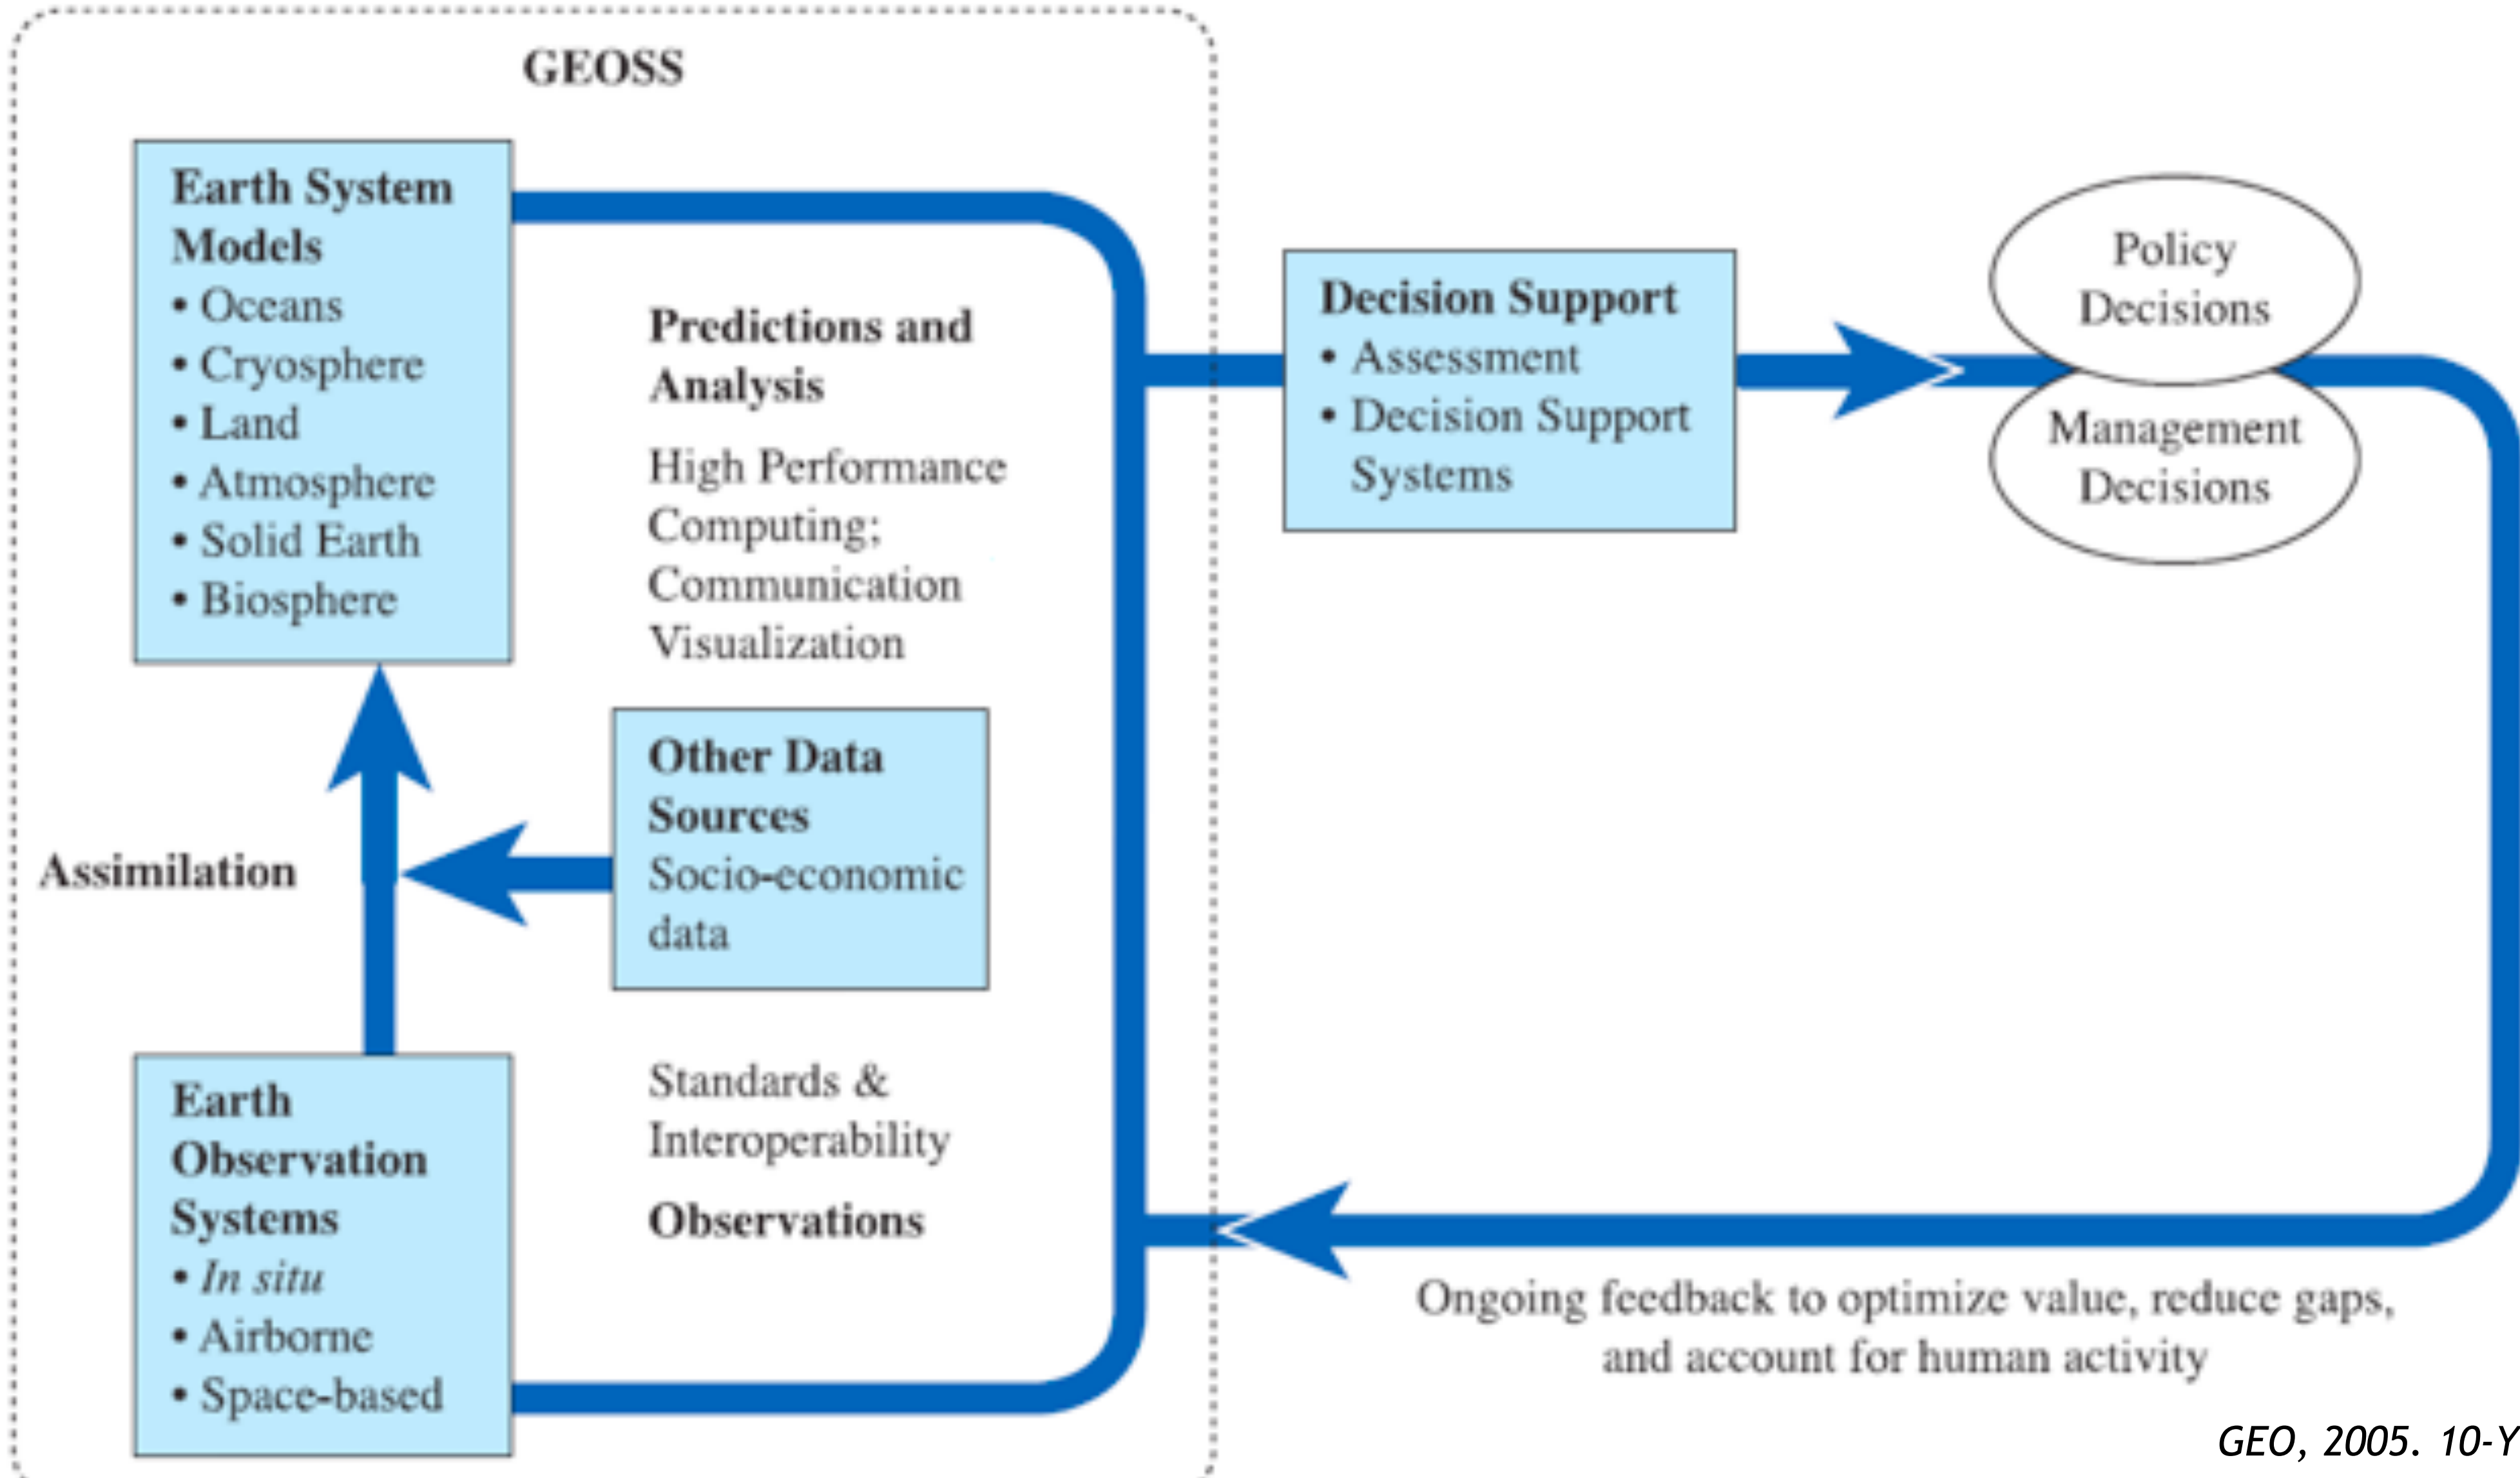 GEOSS
Earth System
Models
• Oceans
• Cryosphere
• Land
• Atmosphere
• Solid Earth
• Biosphere
Predictions and
Analysis
High Performance
Computing;
Communication
Visualization
Other Data
Sources
Socio-economic
data
Assimilation
Earth
Observation
Systems
• In situ
• Airborne
• Space-based
Standards &
Interoperability
Observations
Decision Support
• Assessment
• Decision Support
Systems
Policy
Decisions
Management
Decisions
Ongoing feedback to optimize value, reduce gaps,
and account for human activity
GEO, 2005. 10-Y